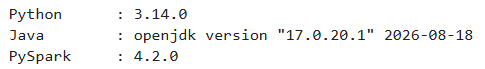 Python      : 3.14.0
Java        : openjdk version "17.0.20.1" 2026-08-18
PySpark     : 4.2.0